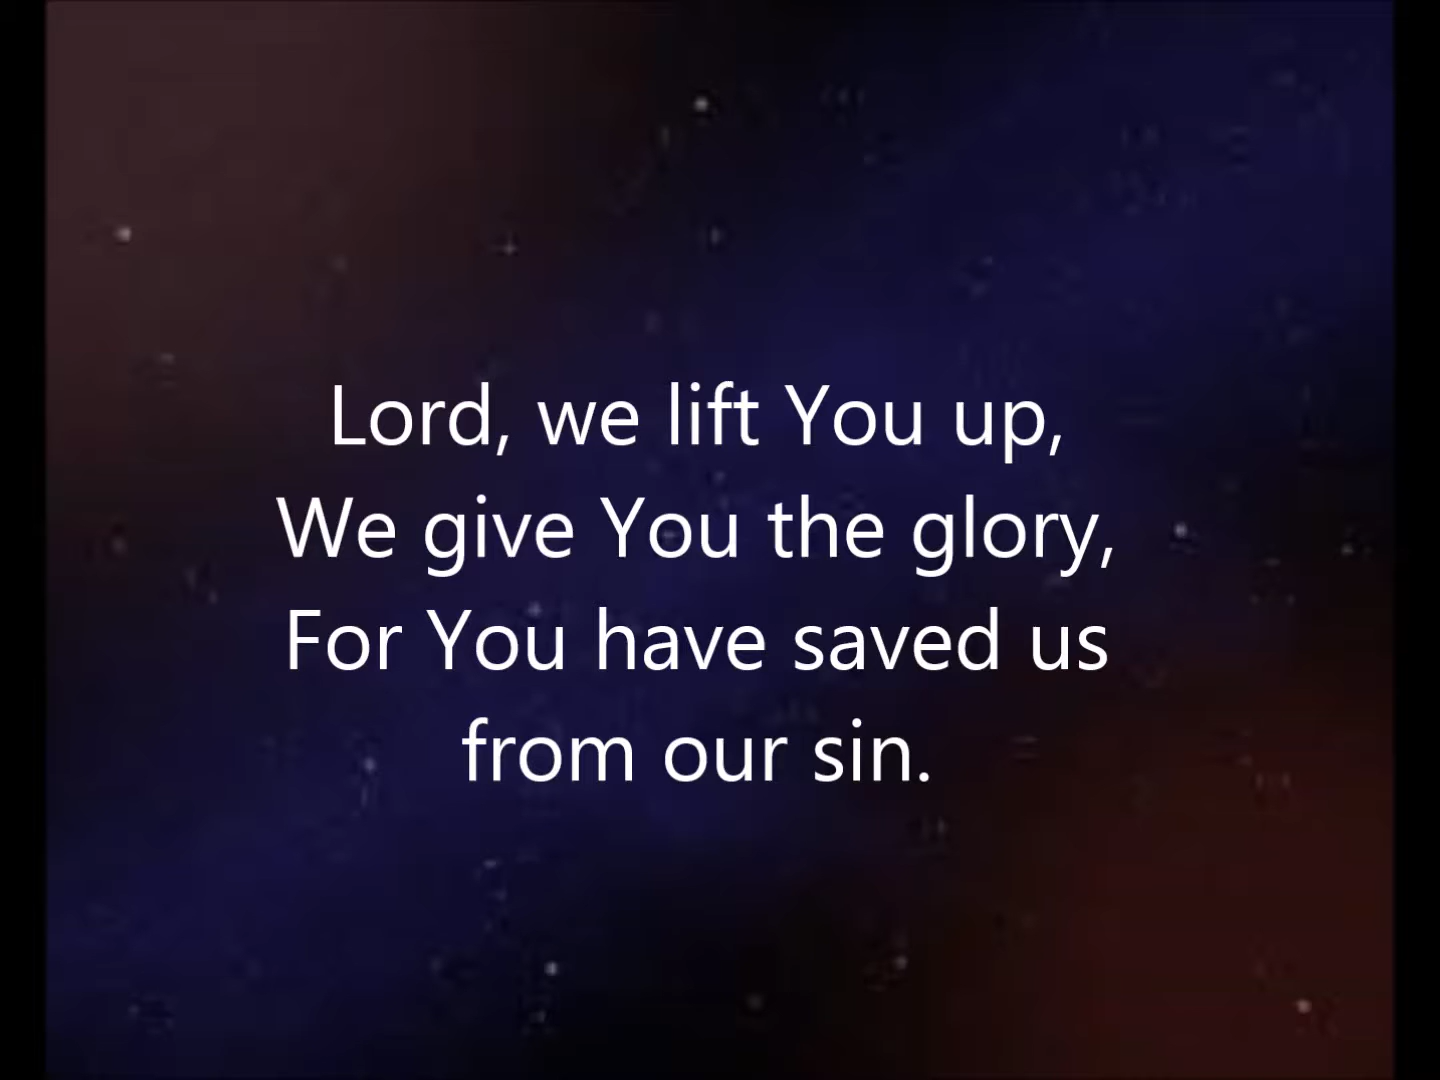 Lord, we lift You up,
We give You the glory,
For You have saved us
from our sin.